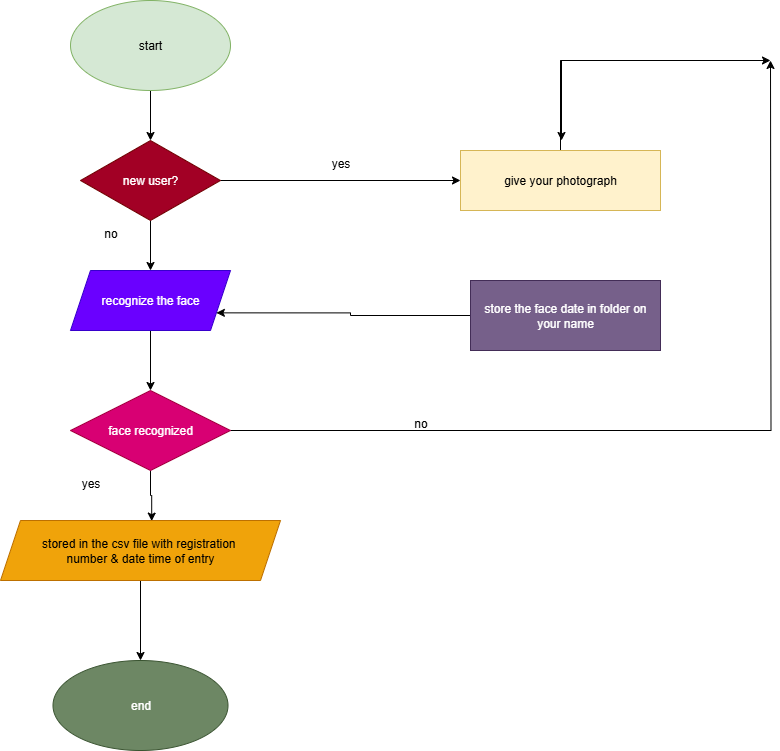 start
new user?
yes
give your photograph
no
recognize the face
store the face date in folder on
your name
face recognized
no
yes
stored in the csv file with registration
number & date time of entry
end